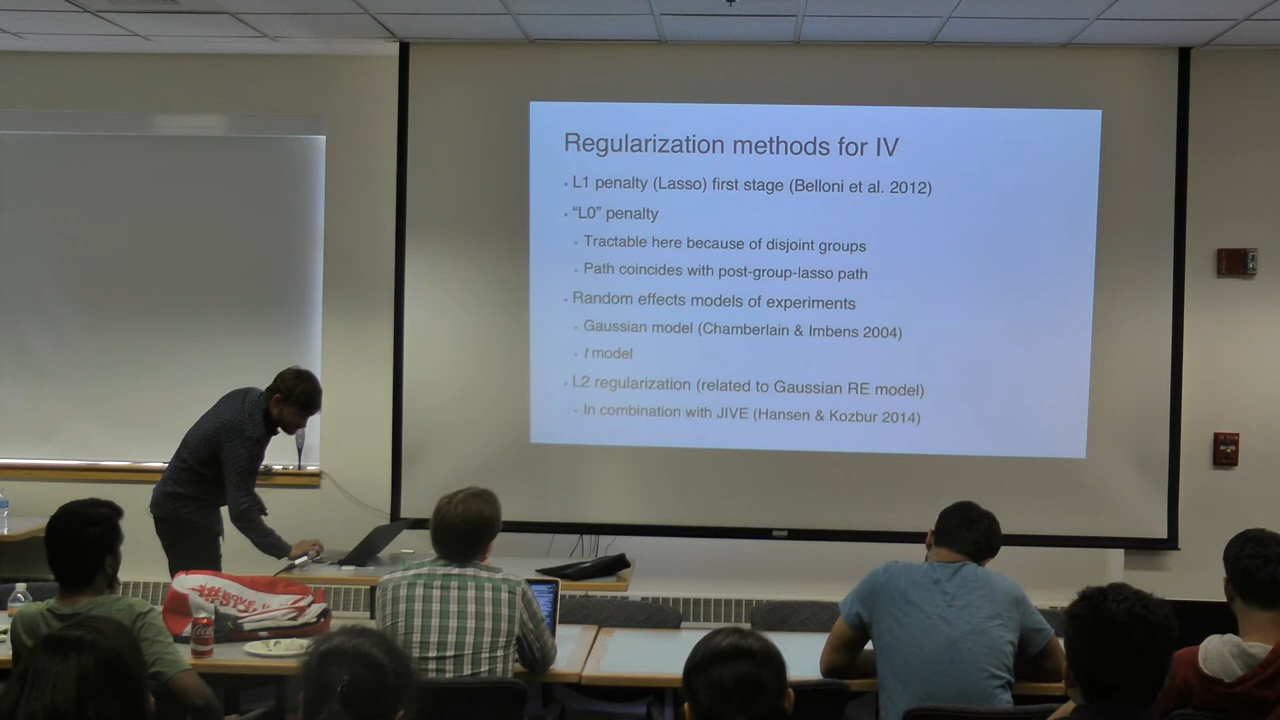 Regularization methods for IV
· L1 penalty (Lasso) first stage (Belloni et al. 2012)
· “L0” penalty
· Tractable here because of disjoint groups
· Path coincides with post-group-lasso path
· Random effects models of experiments
· Gaussian model (Chamberlain & Imbens 2004)
· t model
· L2 regularization (related to Gaussian RE model)
· In combination with JIVE (Hansen & Kozbur 2014)